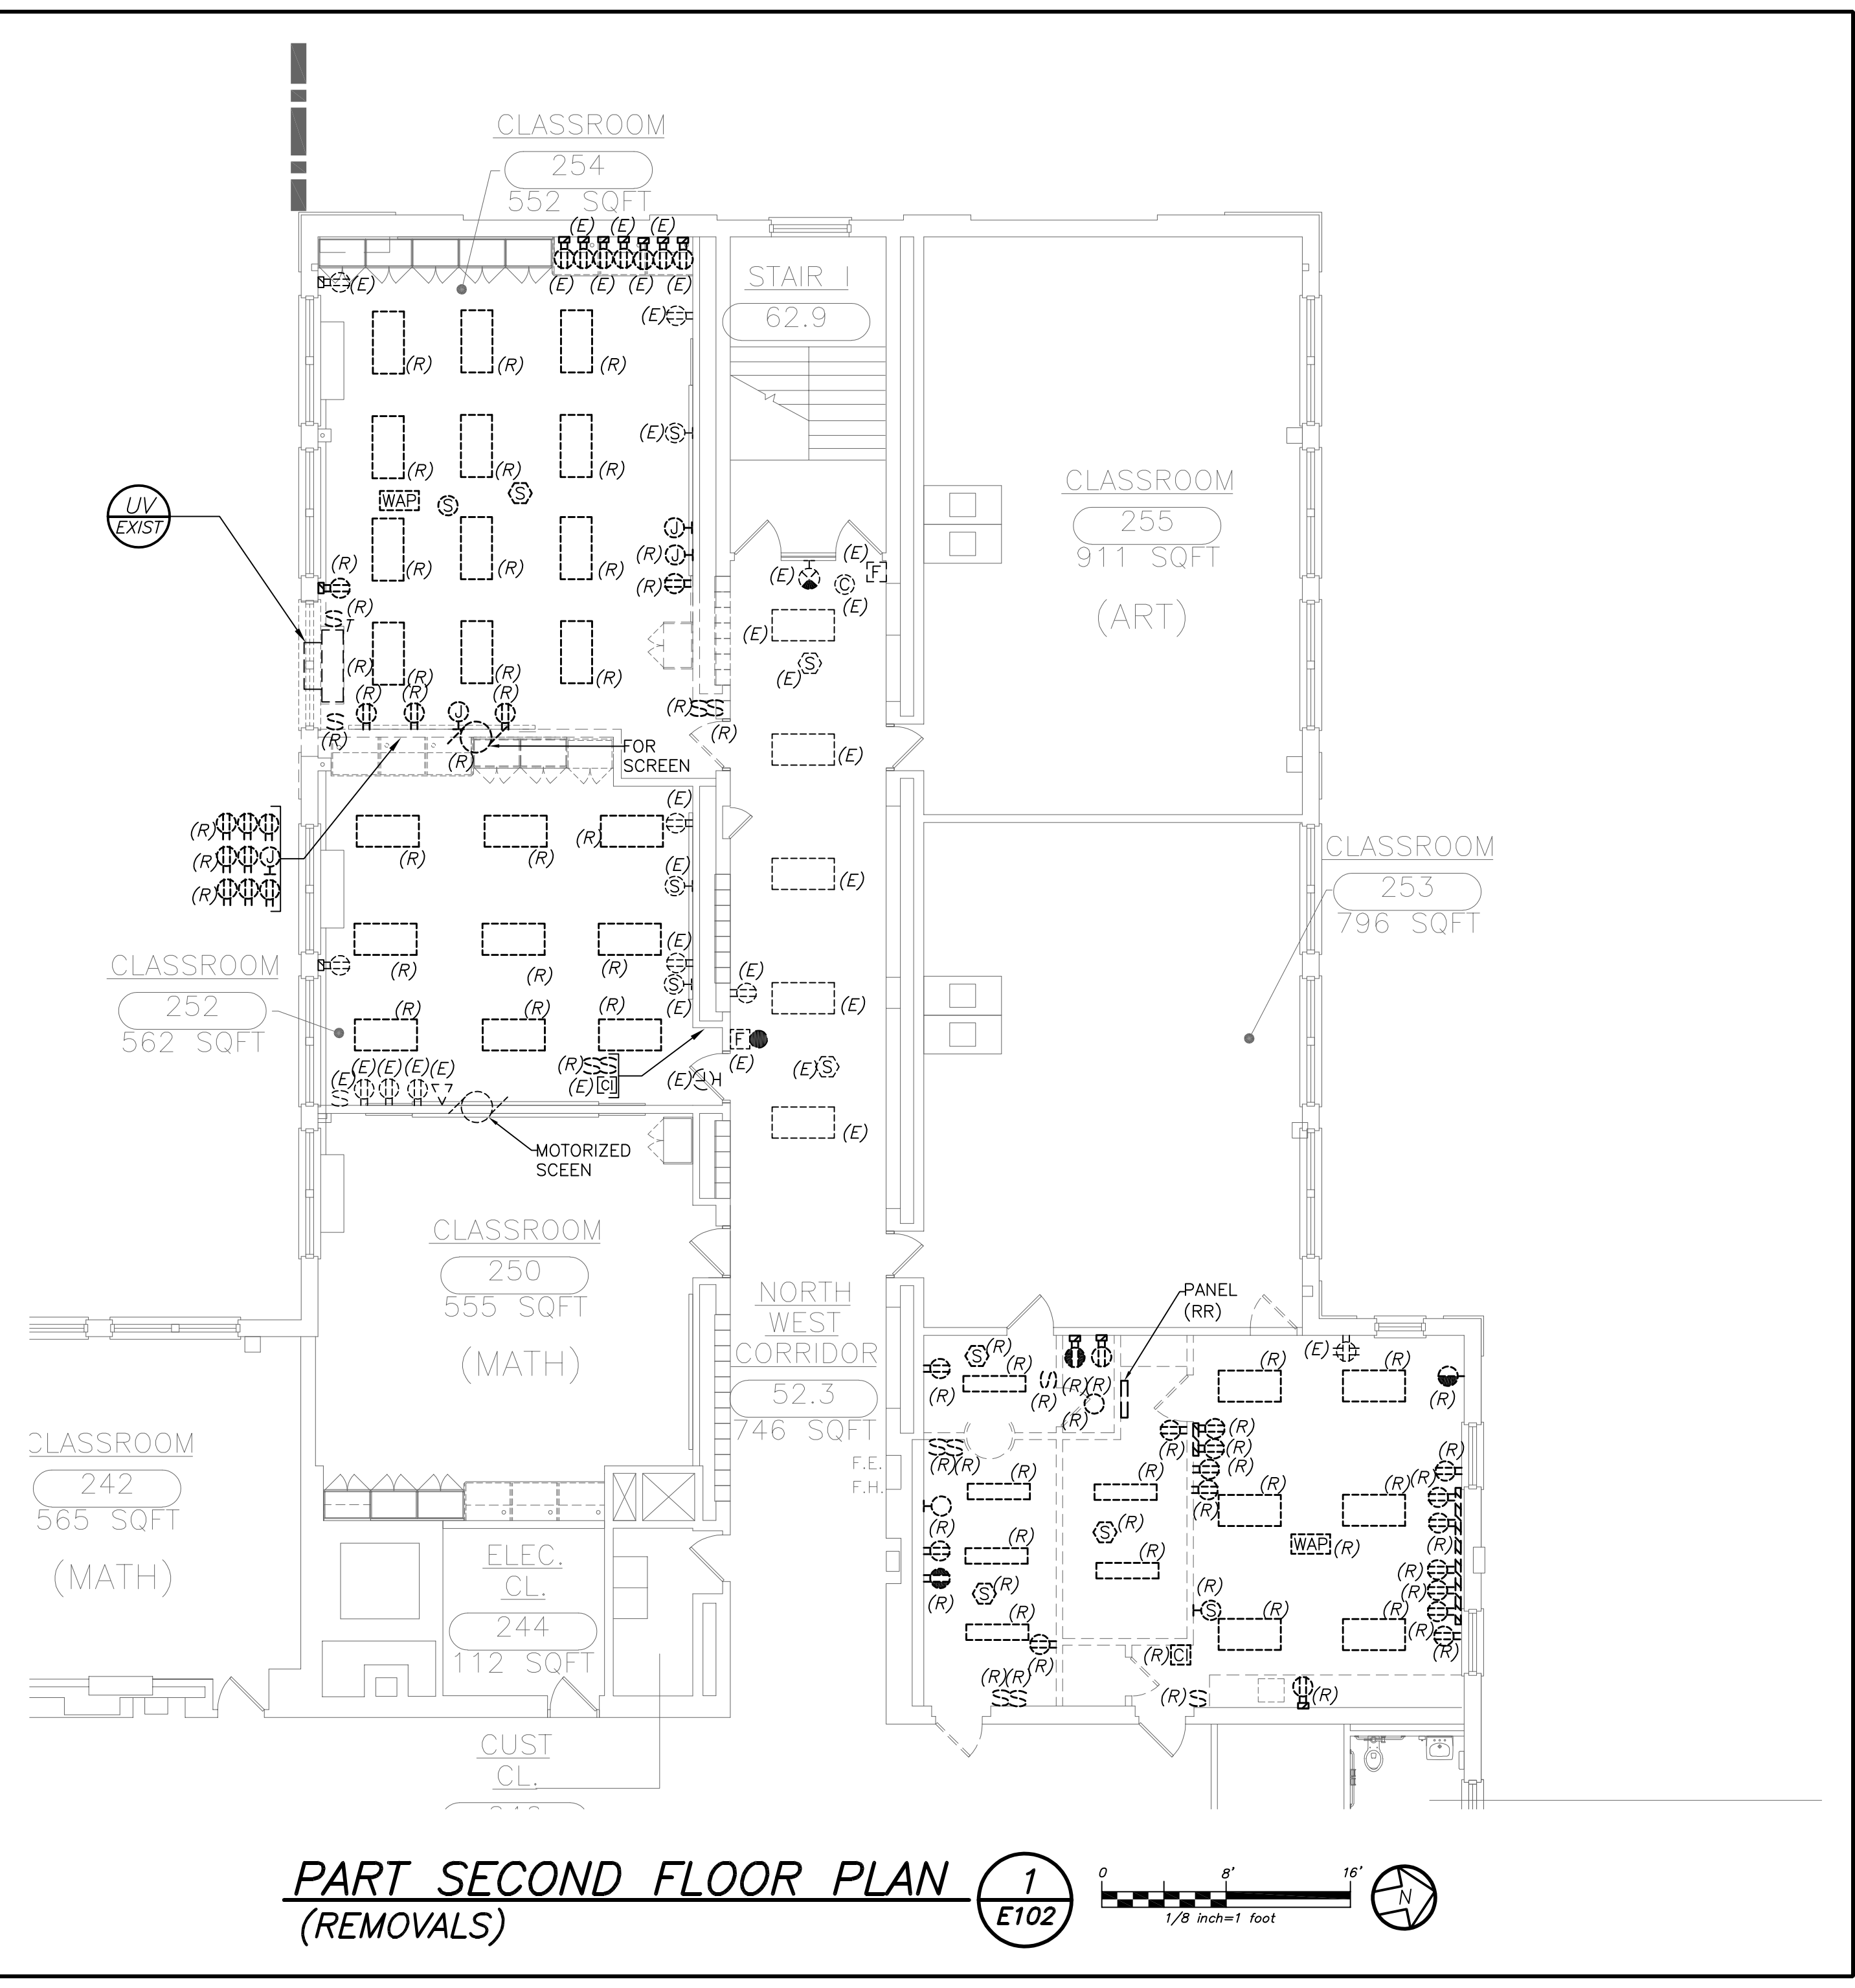 CLASSROOM
254
552 SQFT
(E) (E) (E)
(E) (E) (E) (E)
(E)
STAIR 1
62.9
(E)
(R) (R) (R)
(E) S
(R) (R) (R)
WAP S S
UV
EXIST
CLASSROOM
255
911 SQFT
(ART)
J
(R) J
(R)
(R) (R) (R)
(R)
(R)
S T
(E)
(E) C F
(E)
(E)
S
(E)
(R)
(R) (R) (R)
(R) (R) (R)
J
S
(R)
(R) S S
(R)
(R)
FOR
SCREEN
(E)
(E)
(R)
(R) J
(R)
(R) (R) (R)
(E)
(E)
S
(E)
CLASSROOM
253
796 SQFT
(R) (R) (R)
(E)
S
(E)
(E)
(E)
CLASSROOM
252
562 SQFT
(R) (R) (R)
F
(E)
(R) S S
(E) CI
(E) J
(E) S
(E) (E) (E) (E)
(E)
S
(E)
MOTORIZED
SCEEN
CLASSROOM
250
555 SQFT
(MATH)
NORTH
WEST
CORRIDOR
52.3
746 SQFT
PANEL
(RR)
CLASSROOM
242
565 SQFT
(MATH)
F.E.
F.H.
S (R)
(R)
(R)
S
(R)
(R) (R)
(R)
(E)
(R) (R)
(R)
S S
(R) (R)
(R)
(R)
(R)
(R)
(R)
(R)
(R)
(R)
(R)
(R)
(R)
(R)
(R)
S (R)
(R)
WAP (R)
(R)
(R)
(R)
(R)
(R)
S (R)
(R)
(R)
(R)
S
(R)
(R)
(R)
(R)
(R)
(R) CI
(R) (R)
S S
(R) S
(R)
ELEC.
CL.
244
112 SQFT
CUST
CL.
PART SECOND FLOOR PLAN
(REMOVALS)
1
E102
0 8' 16'
1/8 inch=1 foot
N